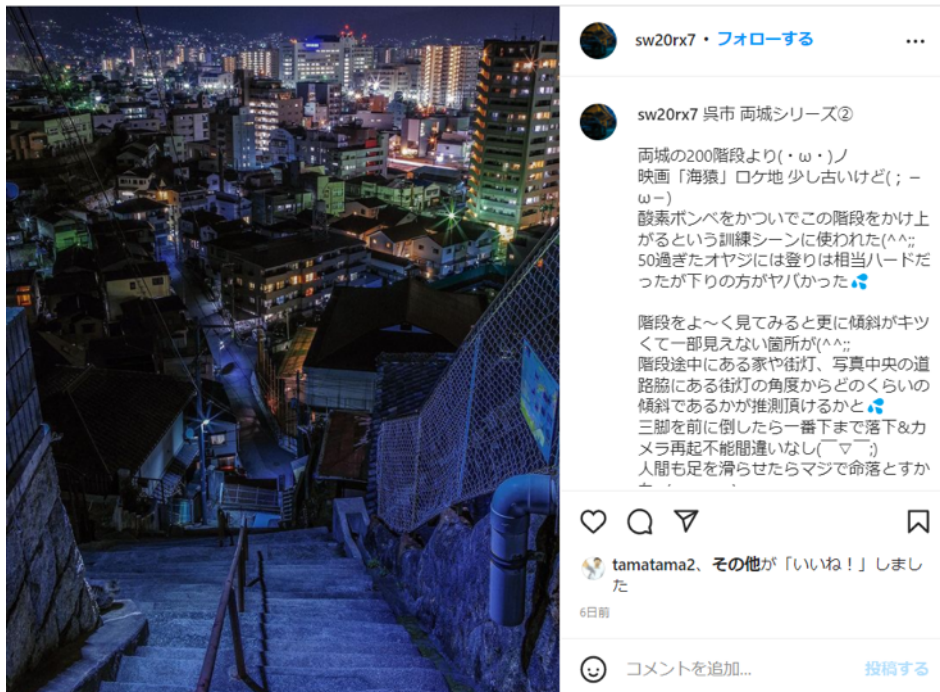 sw20rx7 • フォローする
sw20rx7 呉市 両城シリーズ②
両城の200階段より(・ω・)ノ
映画「海猿」ロケ地 少し古いけど( ; −
ω−)
酸素ボンベをかついでこの階段をかけ上
がるという訓練シーンに使われた(^^;;
50過ぎたオヤジには登りは相当ハードだ
ったが下りの方がヤバかった💦
階段をよ〜く見てみると更に傾斜がキツ
くて一部見えない箇所が(^^;;
階段途中にある家や街灯、写真中央の道
路脇にある街灯の角度からどのくらいの
傾斜であるかが推測頂けるかと💦
三脚を前に倒したら一番下まで落下&カ
メラ再起不能間違いなし(￣▽￣;)
人間も足を滑らせたらマジで命落とすか
tamatama2、その他が「いいね！」しまし
た
6日前
コメントを追加... 投稿する